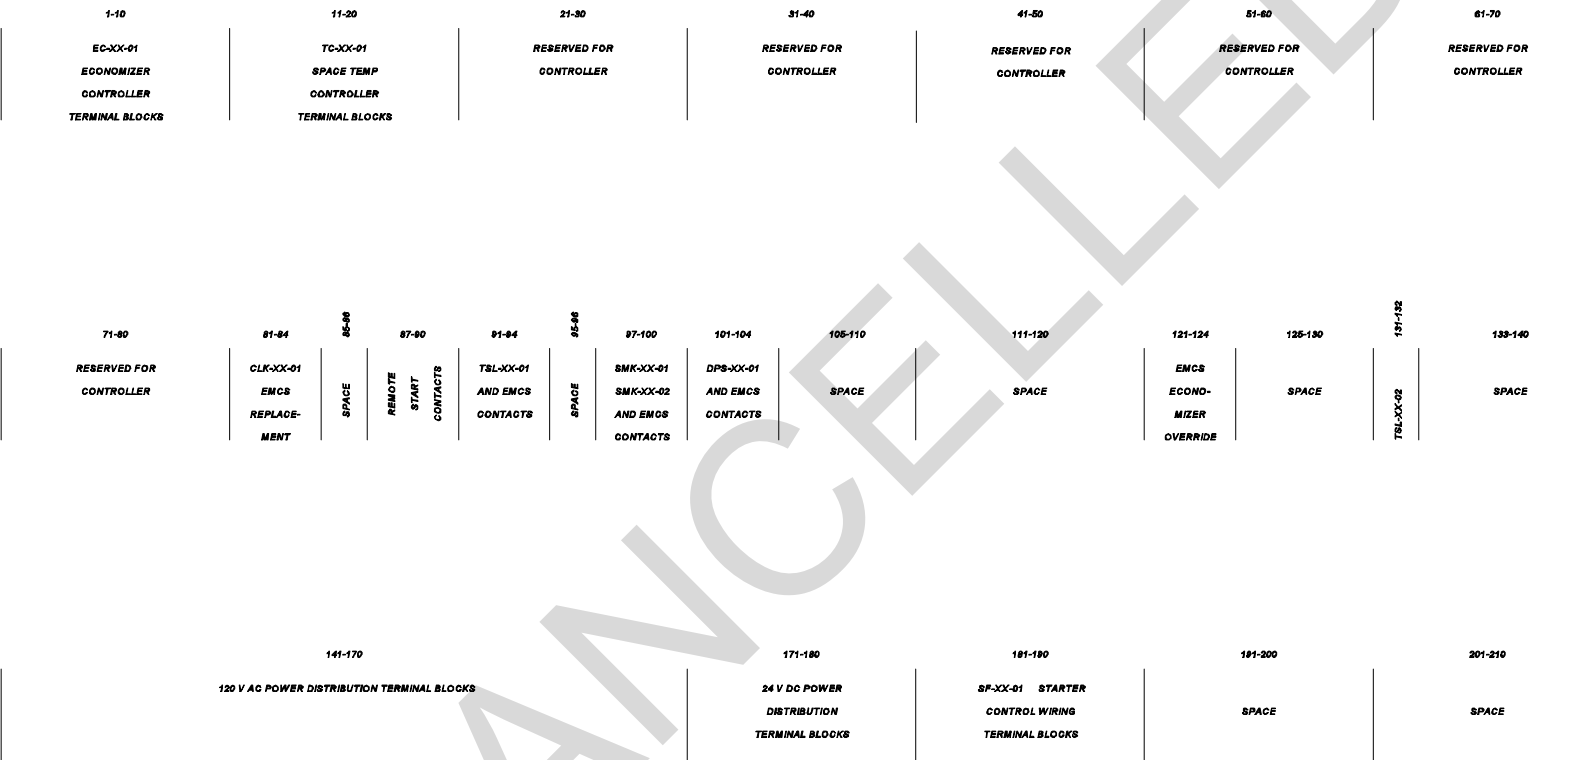 1-10 11-20 21-30 31-40 41-50 51-60 61-70
EC-XX-01
ECONOMIZER
CONTROLLER
TERMINAL BLOCKS
TC-XX-01
SPACE TEMP
CONTROLLER
TERMINAL BLOCKS
RESERVED FOR
CONTROLLER
RESERVED FOR
CONTROLLER
RESERVED FOR
CONTROLLER
RESERVED FOR
CONTROLLER
RESERVED FOR
CONTROLLER
71-80 81-84 85-86 87-90 91-94 95-96 97-100 101-104 105-110 111-120 121-124 125-130 131-132 133-140
RESERVED FOR
CONTROLLER
CLK-XX-01
EMCS
REPLACE-
MENT
SPACE
REMOTE
START
CONTACTS
TSL-XX-01
AND EMCS
CONTACTS
SPACE
SMK-XX-01
SMK-XX-02
AND EMCS
CONTACTS
DPS-XX-01
AND EMCS
CONTACTS
SPACE
SPACE
EMCS
ECONO-
MIZER
OVERRIDE
SPACE
TSL-XX-02
SPACE
141-170 171-180 181-190 191-200 201-210
120 V AC POWER DISTRIBUTION TERMINAL BLOCKS
24 V DC POWER
DISTRIBUTION
TERMINAL BLOCKS
SF-XX-01 STARTER
CONTROL WIRING
TERMINAL BLOCKS
SPACE
SPACE
ANCELLED